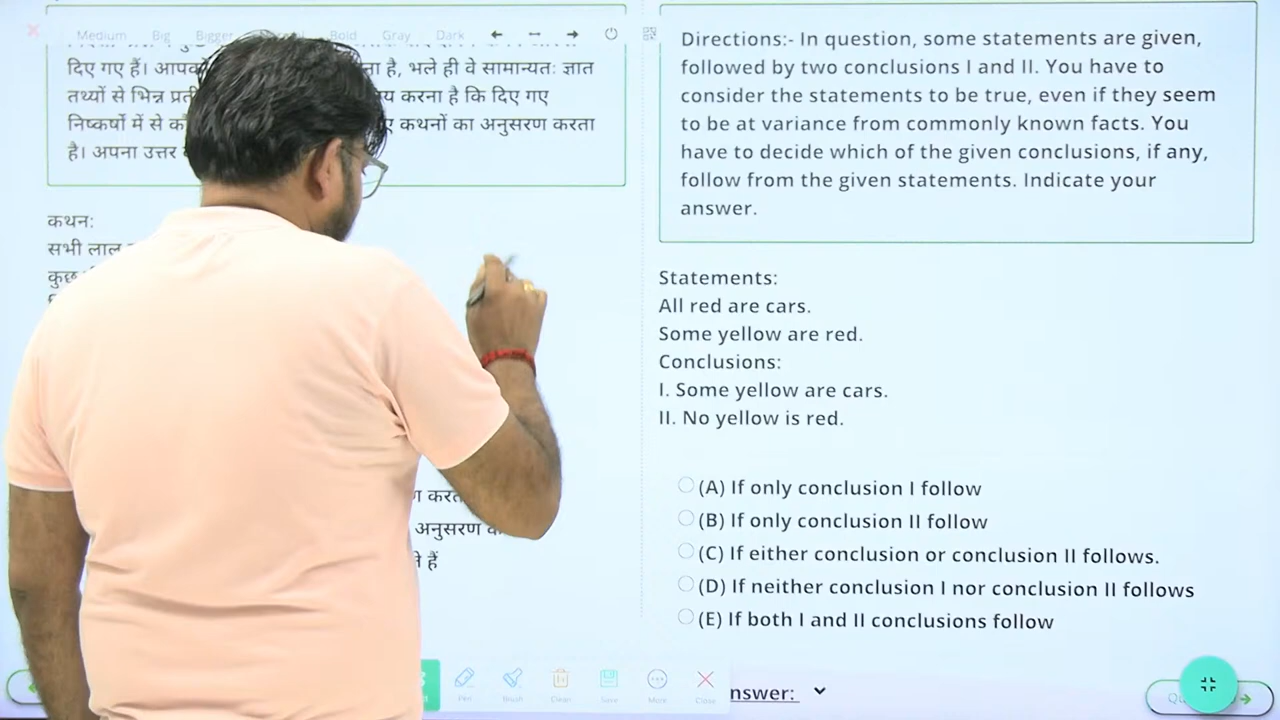 Medium Big Bigger Bold Gray Dark
दिए गए हैं। है, भले ही वे सामान्यतः ज्ञात
तथ्यों से भिन्न करना है कि दिए गए
निष्कर्षों में से कथनों का अनुसरण करता
है। अपना उत्तर
कथन:
सभी लाल
कुछ
अनुसरण
हैं
Directions:- In question, some statements are given,
followed by two conclusions I and II. You have to
consider the statements to be true, even if they seem
to be at variance from commonly known facts. You
have to decide which of the given conclusions, if any,
follow from the given statements. Indicate your
answer.
Statements:
All red are cars.
Some yellow are red.
Conclusions:
I. Some yellow are cars.
II. No yellow is red.
(A) If only conclusion I follow
(B) If only conclusion II follow
(C) If either conclusion or conclusion II follows.
(D) If neither conclusion I nor conclusion II follows
(E) If both I and II conclusions follow
Pen Brush Clean Save More Close
nswer: